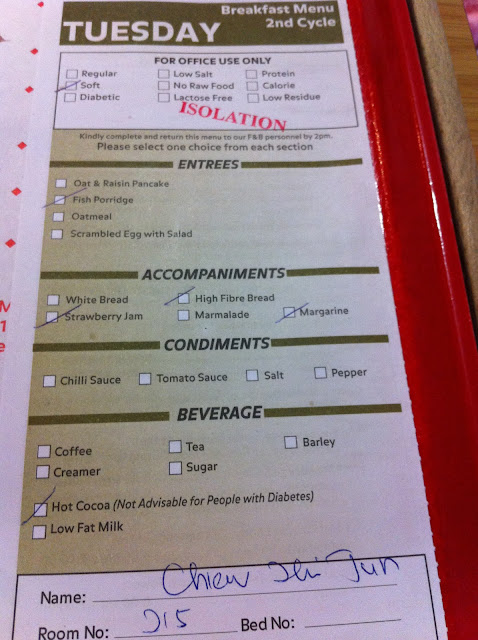 Breakfast Menu
TUESDAY 2nd Cycle
FOR OFFICE USE ONLY
Regular Low Salt Protein
Soft No Raw Food Calorie
Diabetic Lactose Free Low Residue
ISOLATION
Kindly complete and return this menu to our F&B personnel by 2pm.
Please select one choice from each section
ENTREES
Oat & Raisin Pancake
Fish Porridge
Oatmeal
Scrambled Egg with Salad
ACCOMPANIMENTS
White Bread High Fibre Bread
Strawberry Jam Marmalade Margarine
CONDIMENTS
Chilli Sauce Tomato Sauce Salt Pepper
BEVERAGE
Coffee Tea Barley
Creamer Sugar
Hot Cocoa (Not Advisable for People with Diabetes)
Low Fat Milk
Name: Chiew Jun
Room No: 215 Bed No: